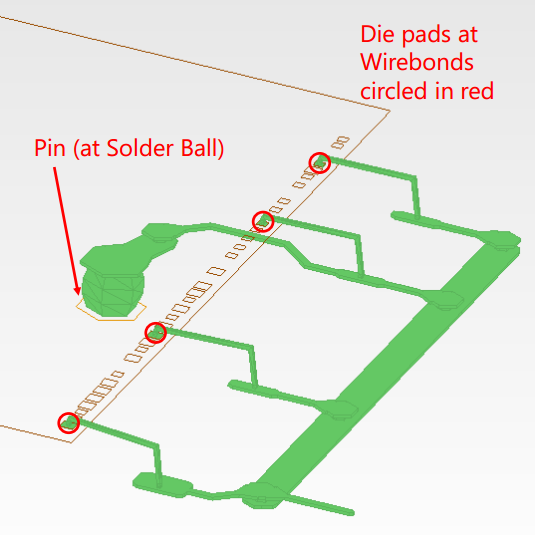 Die pads at
Wirebonds
circled in red
Pin (at Solder Ball)